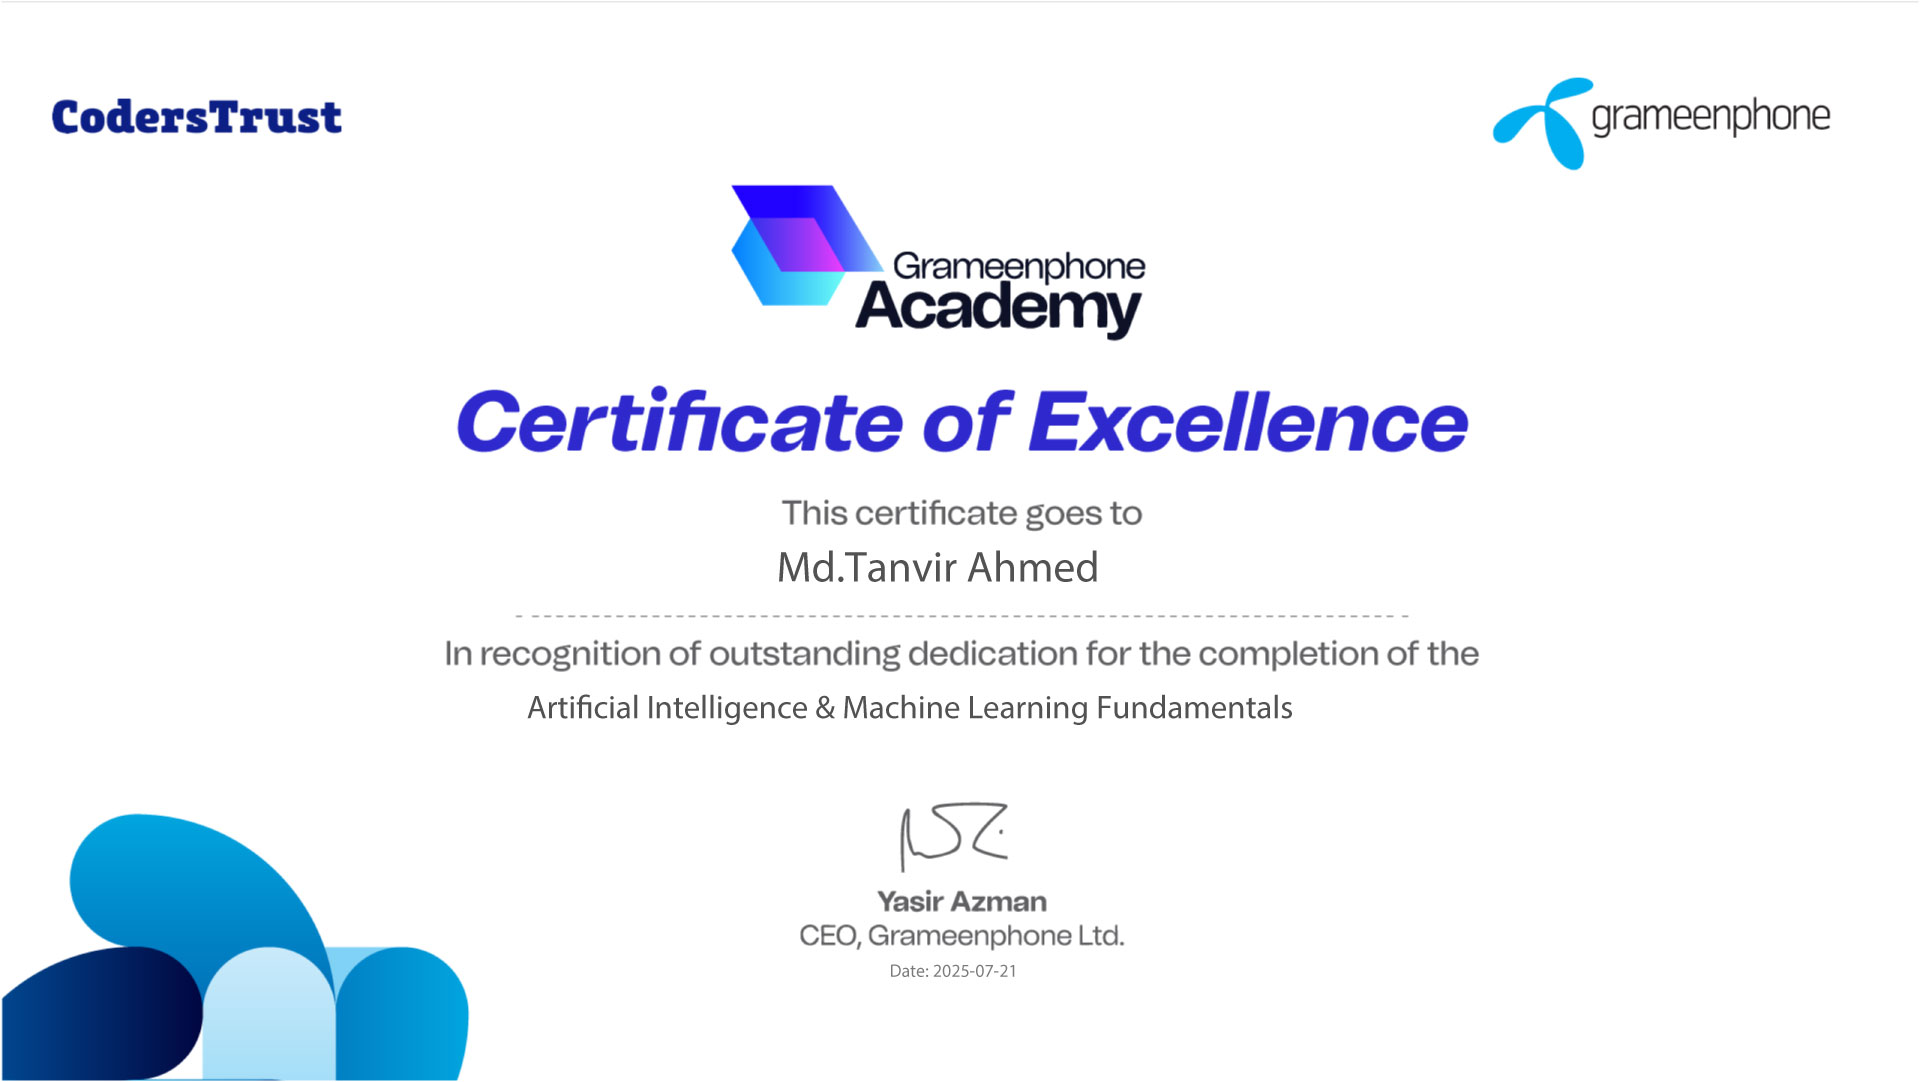 CodersTrust
grameenphone
Grameenphone
Academy
Certificate of Excellence
This certificate goes to
Md.Tanvir Ahmed
In recognition of outstanding dedication for the completion of the
Artificial Intelligence & Machine Learning Fundamentals
Yasir Azman
CEO, Grameenphone Ltd.
Date: 2025-07-21